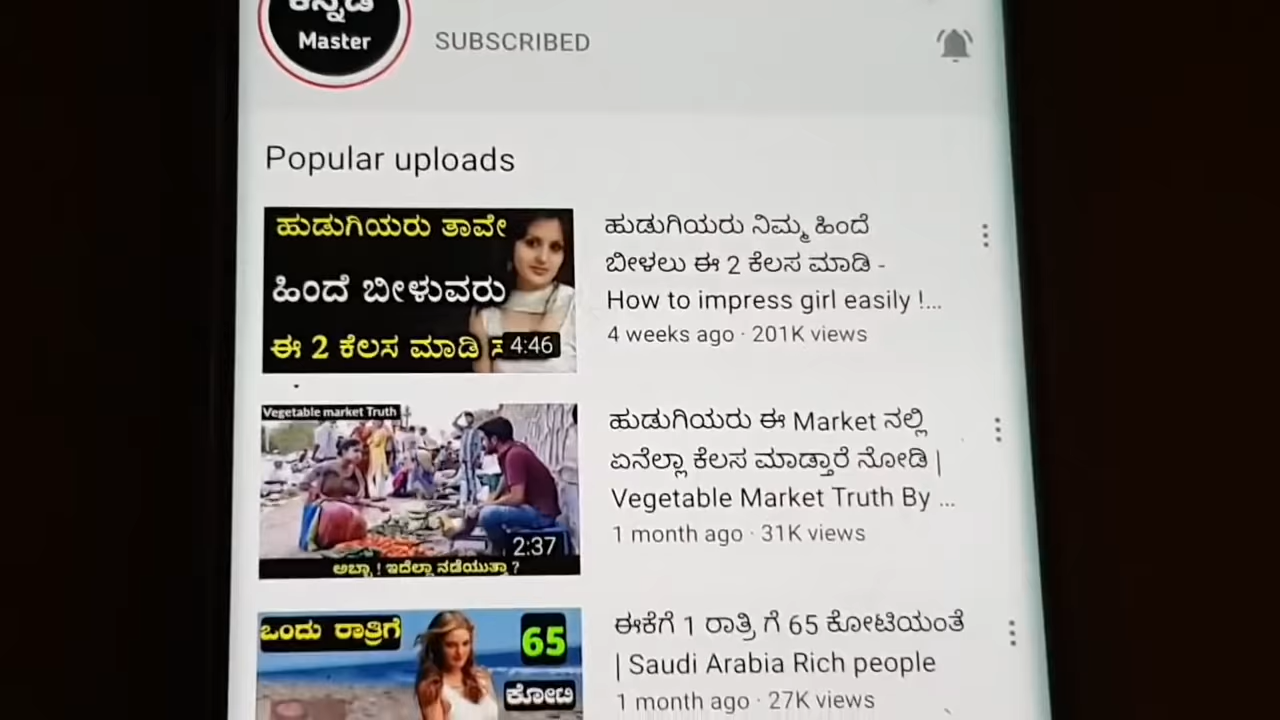 ಕನ್ನಡ
Master
SUBSCRIBED
Popular uploads
ಹುಡುಗಿಯರು ತಾವೇ
ಹಿಂದೆ ಬೀಳುವರು
ಈ 2 ಕೆಲಸ ಮಾಡಿ
4:46
ಹುಡುಗಿಯರು ನಿಮ್ಮ ಹಿಂದೆ
ಬೀಳಲು ಈ 2 ಕೆಲಸ ಮಾಡಿ -
How to impress girl easily !...
4 weeks ago · 201K views
Vegetable market Truth
2:37
ಅಬ್ಬಾ ! ಇದೆಲ್ಲಾ ನಡೆಯುತ್ತಾ ?
ಹುಡುಗಿಯರು ಈ Market ನಲ್ಲಿ
ಏನೆಲ್ಲಾ ಕೆಲಸ ಮಾಡ್ತಾರೆ ನೋಡಿ |
Vegetable Market Truth By ...
1 month ago · 31K views
ಒಂದು ರಾತ್ರಿಗೆ
65
ಕೋಟಿ
ಈಕೆಗೆ 1 ರಾತ್ರಿ ಗೆ 65 ಕೋಟಿಯಂತೆ
| Saudi Arabia Rich people
1 month ago · 27K views